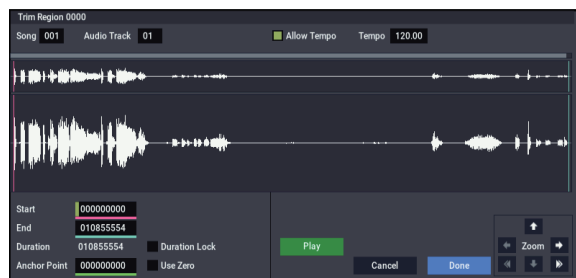 Trim Region 0000
Song 001 Audio Track 01 Allow Tempo Tempo 120.00
Start 000000000
End 010855554
Duration 010855554 Duration Lock Play Zoom
Anchor Point 000000000 Use Zero Cancel Done